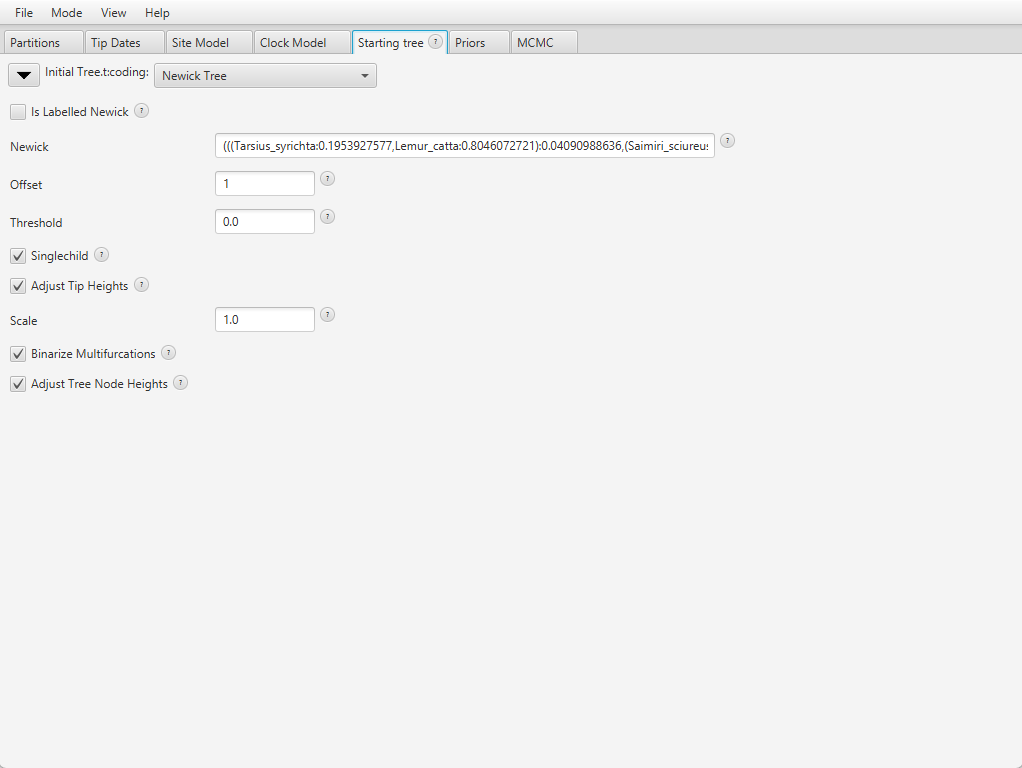 File Mode View Help
Partitions Tip Dates Site Model Clock Model Starting tree ? Priors MCMC
Initial Tree.t:coding: Newick Tree
Is Labelled Newick ?
Newick (((Tarsius_syrichta:0.1953927577,Lemur_catta:0.8046072721):0.04090988636,(Saimiri_sciureus ?
Offset 1 ?
Threshold 0.0 ?
Singlechild ?
Adjust Tip Heights ?
Scale 1.0 ?
Binarize Multifurcations ?
Adjust Tree Node Heights ?